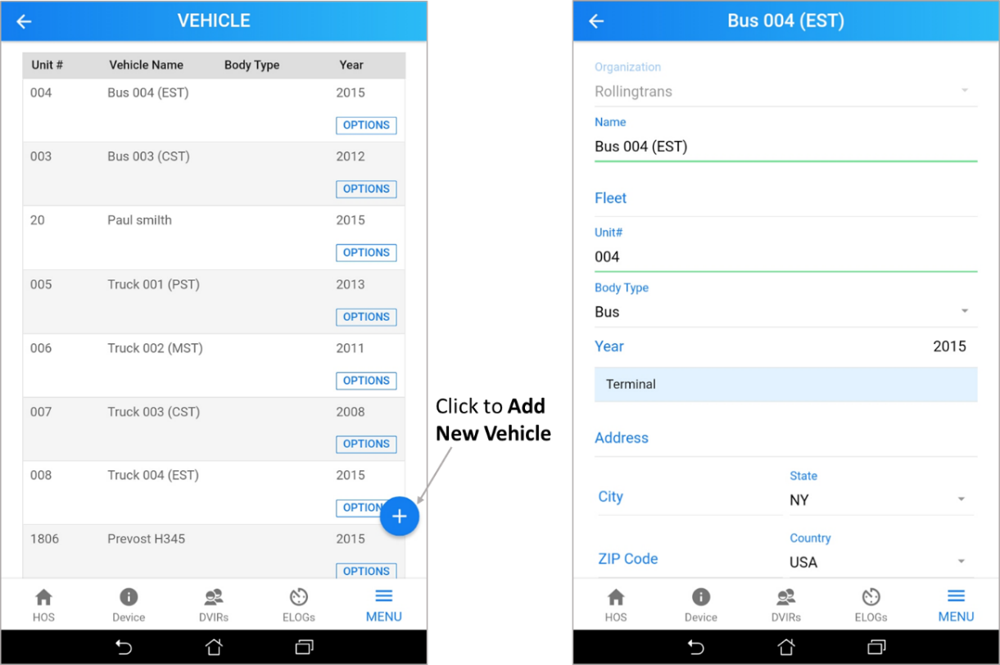 VEHICLE
Unit # Vehicle Name Body Type Year
004 Bus 004 (EST) 2015
OPTIONS
003 Bus 003 (CST) 2012
OPTIONS
20 Paul smilth 2015
OPTIONS
005 Truck 001 (PST) 2013
OPTIONS
006 Truck 002 (MST) 2011
OPTIONS
007 Truck 003 (CST) 2008
OPTIONS
008 Truck 004 (EST) 2015
OPTION
1806 Prevost H345 2015
OPTIONS
HOS Device DVIRs ELOGs MENU
Click to Add
New Vehicle
Bus 004 (EST)
Organization
Rollingtrans
Name
Bus 004 (EST)
Fleet
Unit#
004
Body Type
Bus
Year 2015
Terminal
Address
State
City NY
Country
ZIP Code USA
HOS Device DVIRs ELOGs MENU